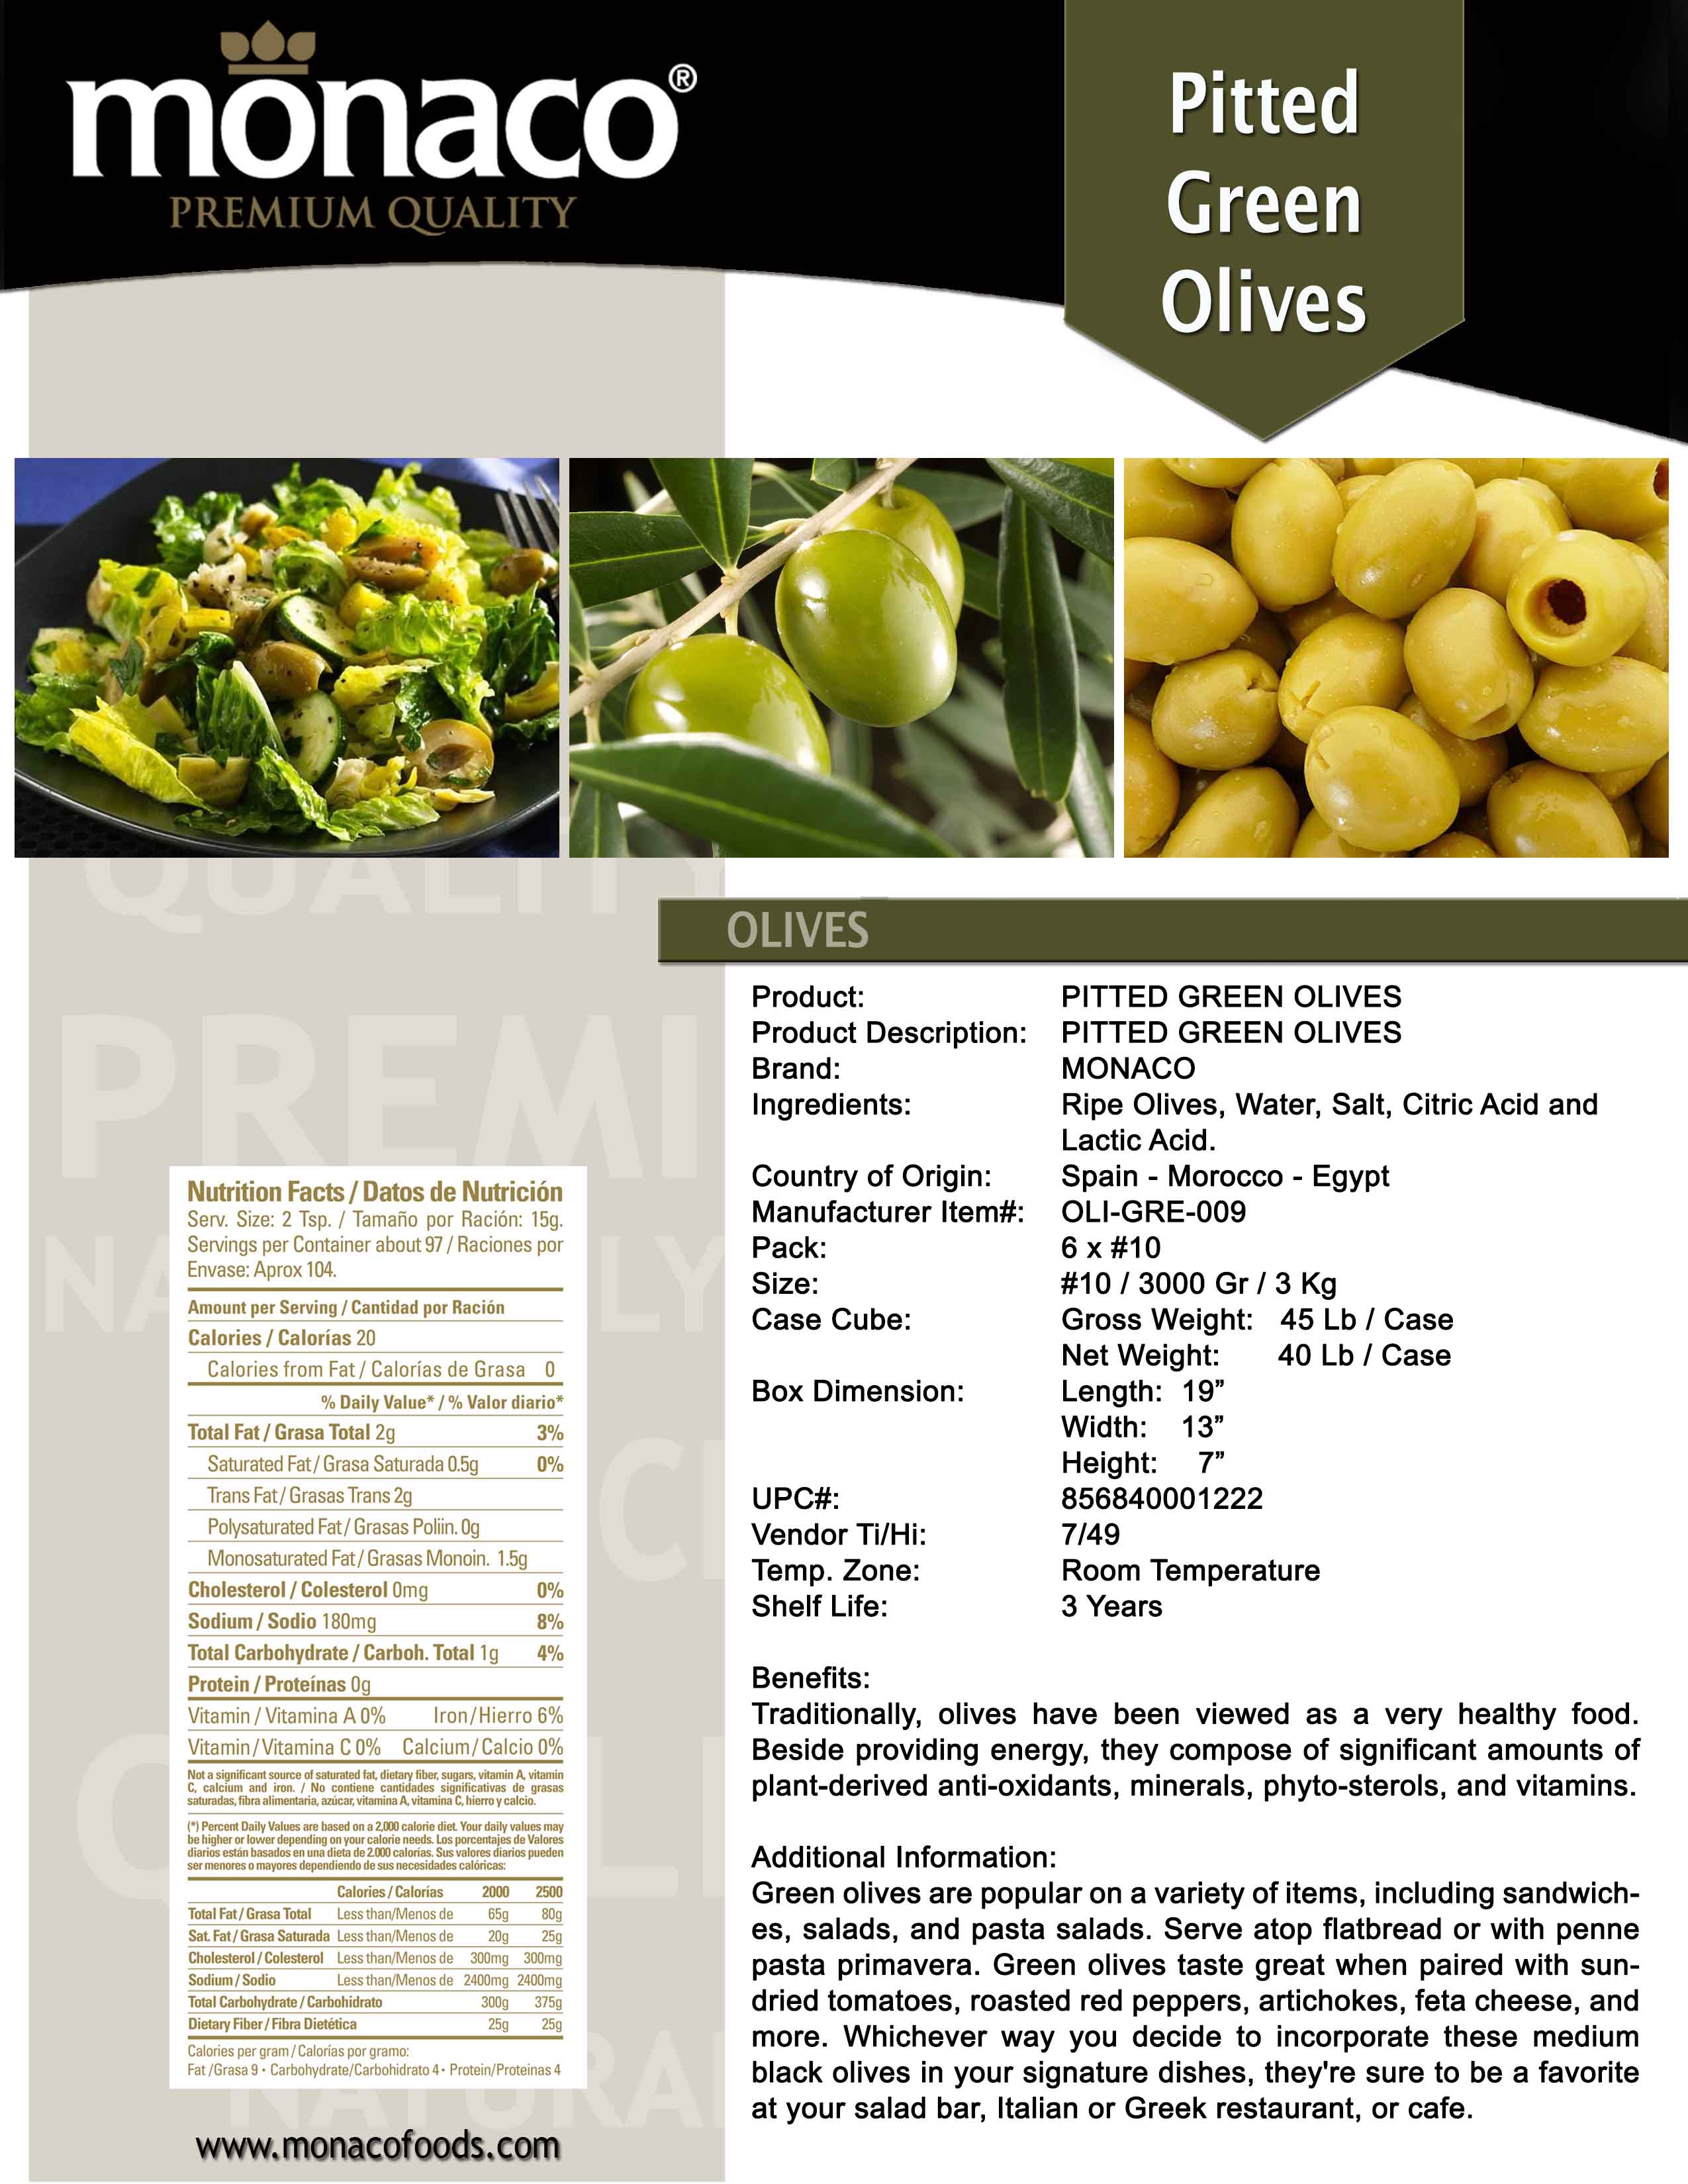 monaco®
PREMIUM QUALITY
Pitted
Green
Olives
QUALITY
OLIVES
PREMI
Product: PITTED GREEN OLIVES
Product Description: PITTED GREEN OLIVES
Brand: MONACO
Ingredients: Ripe Olives, Water, Salt, Citric Acid and
Lactic Acid.
Country of Origin: Spain - Morocco - Egypt
Manufacturer Item#: OLI-GRE-009
Pack: 6 x #10
Size: #10 / 3000 Gr / 3 Kg
Case Cube: Gross Weight: 45 Lb / Case
Net Weight: 40 Lb / Case
Box Dimension: Length: 19”
Width: 13”
Height: 7”
UPC#: 856840001222
Vendor Ti/Hi: 7/49
Temp. Zone: Room Temperature
Shelf Life: 3 Years
Benefits:
Traditionally, olives have been viewed as a very healthy food.
Beside providing energy, they compose of significant amounts of
plant-derived anti-oxidants, minerals, phyto-sterols, and vitamins.
Additional Information:
Green olives are popular on a variety of items, including sandwich-
es, salads, and pasta salads. Serve atop flatbread or with penne
pasta primavera. Green olives taste great when paired with sun-
dried tomatoes, roasted red peppers, artichokes, feta cheese, and
more. Whichever way you decide to incorporate these medium
black olives in your signature dishes, they're sure to be a favorite
at your salad bar, Italian or Greek restaurant, or cafe.
Nutrition Facts / Datos de Nutrición
Serv. Size: 2 Tsp. / Tamaño por Ración: 15g.
Servings per Container about 97 / Raciones por
Envase: Aprox 104.
Amount per Serving / Cantidad por Ración
Calories / Calorías 20
Calories from Fat / Calorías de Grasa 0
% Daily Value* / % Valor diario*
Total Fat / Grasa Total 2g 3%
Saturated Fat / Grasa Saturada 0.5g 0%
Trans Fat / Grasas Trans 2g
Polysaturated Fat / Grasas Poliin. 0g
Monosaturated Fat / Grasas Monoin. 1.5g
Cholesterol / Colesterol 0mg 0%
Sodium / Sodio 180mg 8%
Total Carbohydrate / Carboh. Total 1g 4%
Protein / Proteínas 0g
Vitamin / Vitamina A 0% Iron / Hierro 6%
Vitamin / Vitamina C 0% Calcium / Calcio 0%
Not a significant source of saturated fat, dietary fiber, sugars, vitamin A, vitamin
C, calcium and iron. / No contiene cantidades significativas de grasas
saturadas, fibra alimentaria, azúcar, vitamina A, vitamina C, hierro y calcio.
(*) Percent Daily Values are based on a 2,000 calorie diet. Your daily values may
be higher or lower depending on your calorie needs. Los porcentajes de Valores
diarios están basados en una dieta de 2.000 calorías. Sus valores diarios pueden
ser menores o mayores dependiendo de sus necesidades calóricas:
Calories / Calorías 2000 2500
Total Fat / Grasa Total Less than/Menos de 65g 80g
Sat. Fat / Grasa Saturada Less than/Menos de 20g 25g
Cholesterol / Colesterol Less than/Menos de 300mg 300mg
Sodium / Sodio Less than/Menos de 2400mg 2400mg
Total Carbohydrate / Carbohidrato 300g 375g
Dietary Fiber / Fibra Dietética 25g 25g
Calories per gram / Calorías por gramo:
Fat /Grasa 9 • Carbohydrate/Carbohidrato 4 • Protein/Proteinas 4
www.monacofoods.com